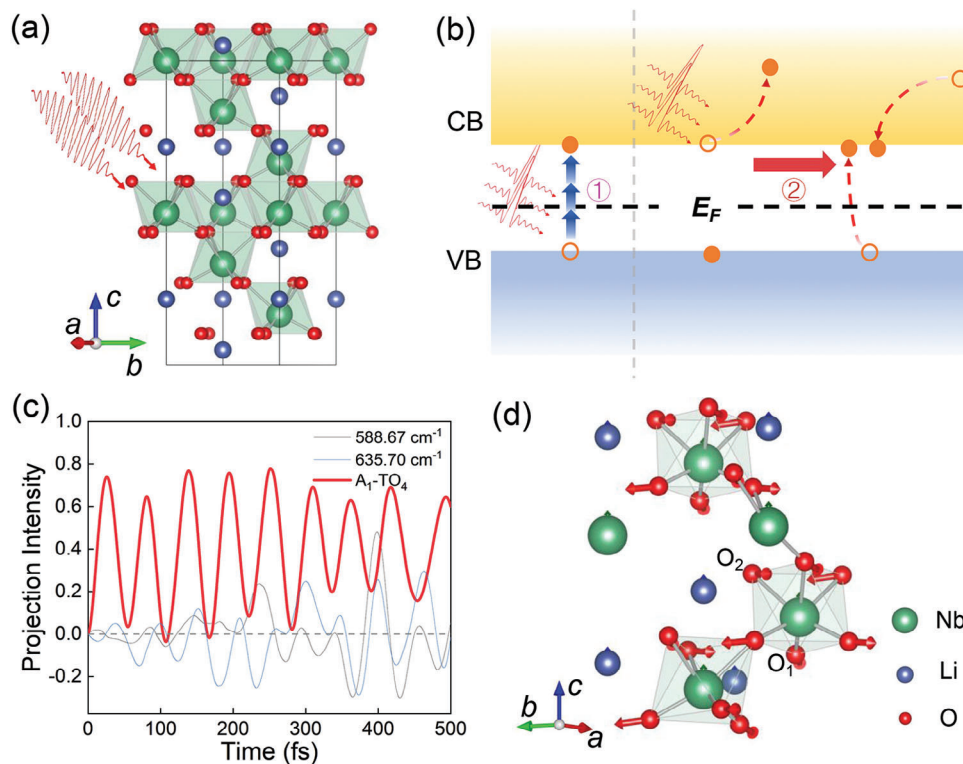 (a)
c
a
b
(b)
CB
①
②
E_F
VB
(c)
1.0
0.8
0.6
0.4
0.2
0.0
-0.2
588.67 cm⁻¹
635.70 cm⁻¹
A₁-TO₄
Projection Intensity
0
100
200
300
400
500
Time (fs)
(d)
O₂
O₁
c
b
a
Nb
Li
O